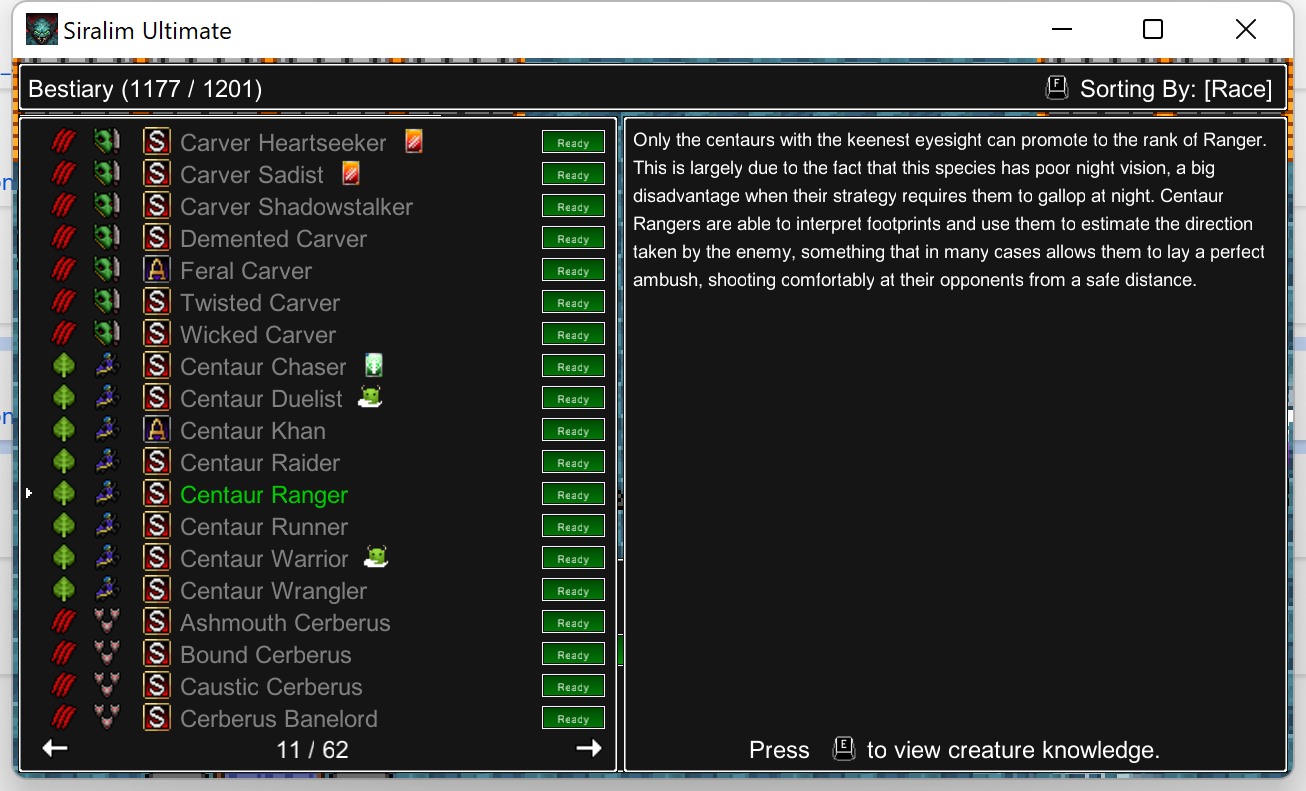 Siralim Ultimate
Bestiary (1177 / 1201)
F Sorting By: [Race]
S Carver Heartseeker Ready
S Carver Sadist Ready
S Carver Shadowstalker Ready
S Demented Carver Ready
A Feral Carver Ready
S Twisted Carver Ready
S Wicked Carver Ready
S Centaur Chaser Ready
S Centaur Duelist Ready
A Centaur Khan Ready
S Centaur Raider Ready
S Centaur Ranger Ready
S Centaur Runner Ready
S Centaur Warrior Ready
S Centaur Wrangler Ready
S Ashmouth Cerberus Ready
S Bound Cerberus Ready
S Caustic Cerberus Ready
S Cerberus Banelord Ready
11 / 62
Only the centaurs with the keenest eyesight can promote to the rank of Ranger.
This is largely due to the fact that this species has poor night vision, a big
disadvantage when their strategy requires them to gallop at night. Centaur
Rangers are able to interpret footprints and use them to estimate the direction
taken by the enemy, something that in many cases allows them to lay a perfect
ambush, shooting comfortably at their opponents from a safe distance.
Press E to view creature knowledge.